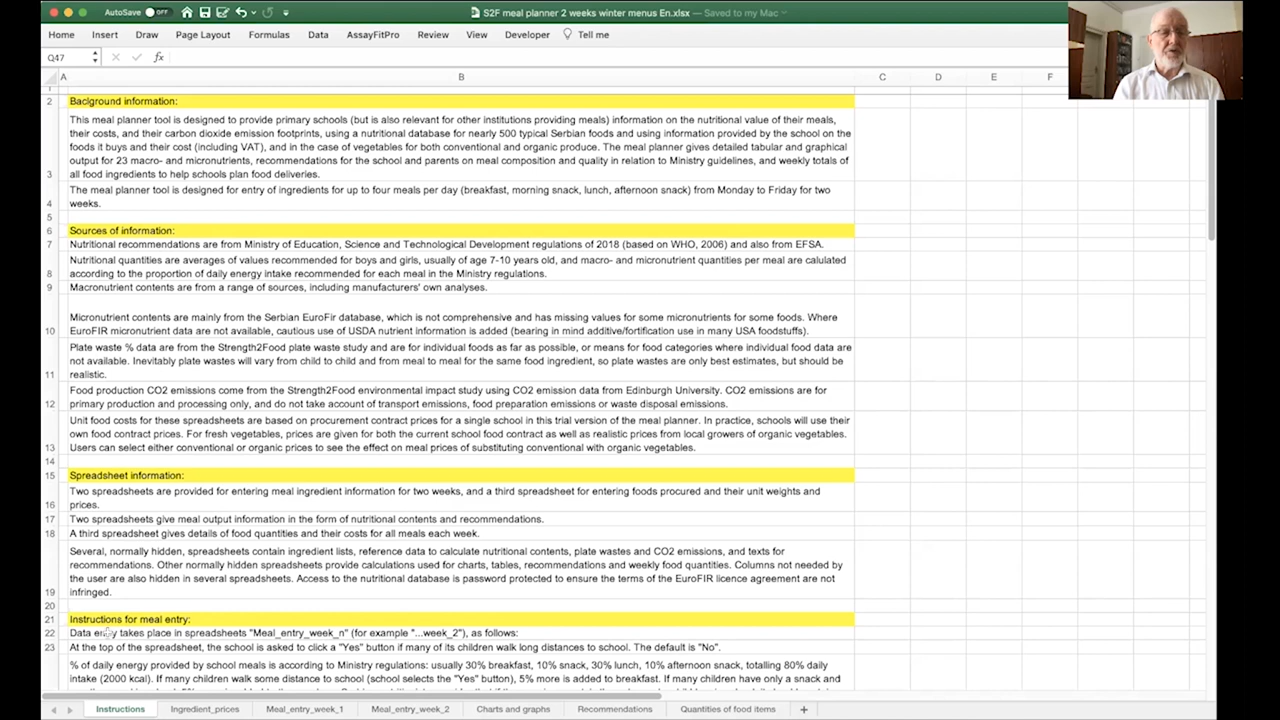 AutoSave OFF
S2F meal planner 2 weeks winter menus En.xlsx — Saved to my Mac
Home Insert Draw Page Layout Formulas Data AssayFitPro Review View Developer Tell me
Q47 fx
A B C D E F
1
2 Baclground information:
This meal planner tool is designed to provide primary schools (but is also relevant for other institutions providing meals) information on the nutritional value of their meals,
their costs, and their carbon dioxide emission footprints, using a nutritional database for nearly 500 typical Serbian foods and using information provided by the school on the
foods it buys and their cost (including VAT), and in the case of vegetables for both conventional and organic produce. The meal planner gives detailed tabular and graphical
output for 23 macro- and micronutrients, recommendations for the school and parents on meal composition and quality in relation to Ministry guidelines, and weekly totals of
3 all food ingredients to help schools plan food deliveries.
The meal planner tool is designed for entry of ingredients for up to four meals per day (breakfast, morning snack, lunch, afternoon snack) from Monday to Friday for two
4 weeks.
5
6 Sources of information:
7 Nutritional recommendations are from Ministry of Education, Science and Technological Development regulations of 2018 (based on WHO, 2006) and also from EFSA.
Nutritional quantities are averages of values recommended for boys and girls, usually of age 7-10 years old, and macro- and micronutrient quantities per meal are calulated
8 according to the proportion of daily energy intake recommended for each meal in the Ministry regulations.
9 Macronutrient contents are from a range of sources, including manufacturers' own analyses.
Micronutrient contents are mainly from the Serbian EuroFir database, which is not comprehensive and has missing values for some micronutrients for some foods. Where
10 EuroFIR micronutrient data are not available, cautious use of USDA nutrient information is added (bearing in mind additive/fortification use in many USA foodstuffs).
Plate waste % data are from the Strength2Food plate waste study and are for individual foods as far as possible, or means for food categories where individual food data are
not available. Inevitably plate wastes will vary from child to child and from meal to meal for the same food ingredient, so plate wastes are only best estimates, but should be
11 realistic.
Food production CO2 emissions come from the Strength2Food environmental impact study using CO2 emission data from Edinburgh University. CO2 emissions are for
12 primary production and processing only, and do not take account of transport emissions, food preparation emissions or waste disposal emissions.
Unit food costs for these spreadsheets are based on procurement contract prices for a single school in this trial version of the meal planner. In practice, schools will use their
own food contract prices. For fresh vegetables, prices are given for both the current school food contract as well as realistic prices from local growers of organic vegetables.
13 Users can select either conventional or organic prices to see the effect on meal prices of substituting conventional with organic vegetables.
14
15 Spreadsheet information:
Two spreadsheets are provided for entering meal ingredient information for two weeks, and a third spreadsheet for entering foods procured and their unit weights and
16 prices.
17 Two spreadsheets give meal output information in the form of nutritional contents and recommendations.
18 A third spreadsheet gives details of food quantities and their costs for all meals each week.
Several, normally hidden, spreadsheets contain ingredient lists, reference data to calculate nutritional contents, plate wastes and CO2 emissions, and texts for
recommendations. Other normally hidden spreadsheets provide calculations used for charts, tables, recommendations and weekly food quantities. Columns not needed by
the user are also hidden in several spreadsheets. Access to the nutritional database is password protected to ensure the terms of the EuroFIR licence agreement are not
19 infringed.
20
21 Instructions for meal entry:
22 Data entry takes place in spreadsheets "Meal_entry_week_n" (for example "...week_2"), as follows:
23 At the top of the spreadsheet, the school is asked to click a "Yes" button if many of its children walk long distances to school. The default is "No".
% of daily energy provided by school meals is according to Ministry regulations: usually 30% breakfast, 10% snack, 30% lunch, 10% afternoon snack, totalling 80% daily
intake (2000 kcal). If many children walk some distance to school (school selects the "Yes" button), 5% more is added to breakfast. If many children have only a snack and
Instructions Ingredient_prices Meal_entry_week_1 Meal_entry_week_2 Charts and graphs Recommendations Quantities of food items +